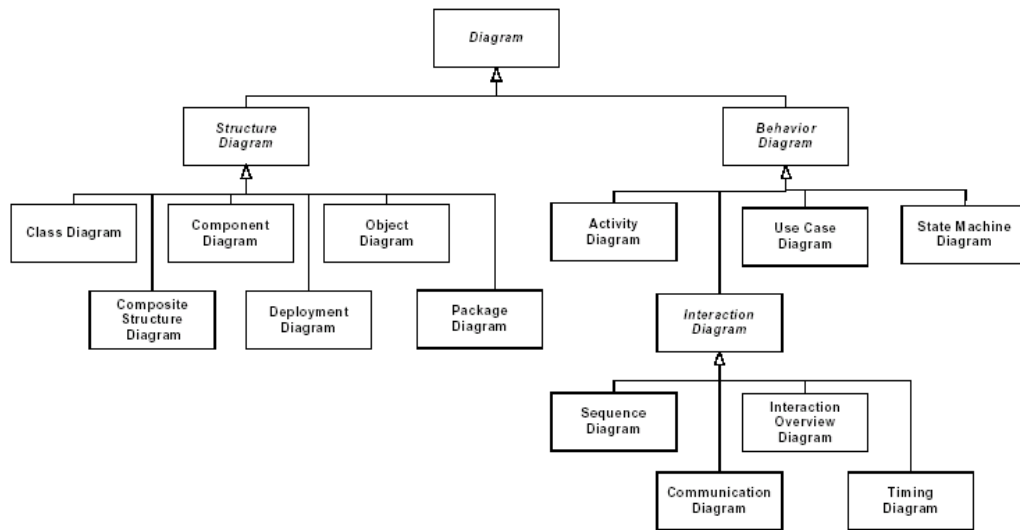 Diagram
Structure
Diagram
Behavior
Diagram
Class Diagram
Component
Diagram
Object
Diagram
Activity
Diagram
Use Case
Diagram
State Machine
Diagram
Composite
Structure
Diagram
Deployment
Diagram
Package
Diagram
Interaction
Diagram
Sequence
Diagram
Interaction
Overview
Diagram
Communication
Diagram
Timing
Diagram